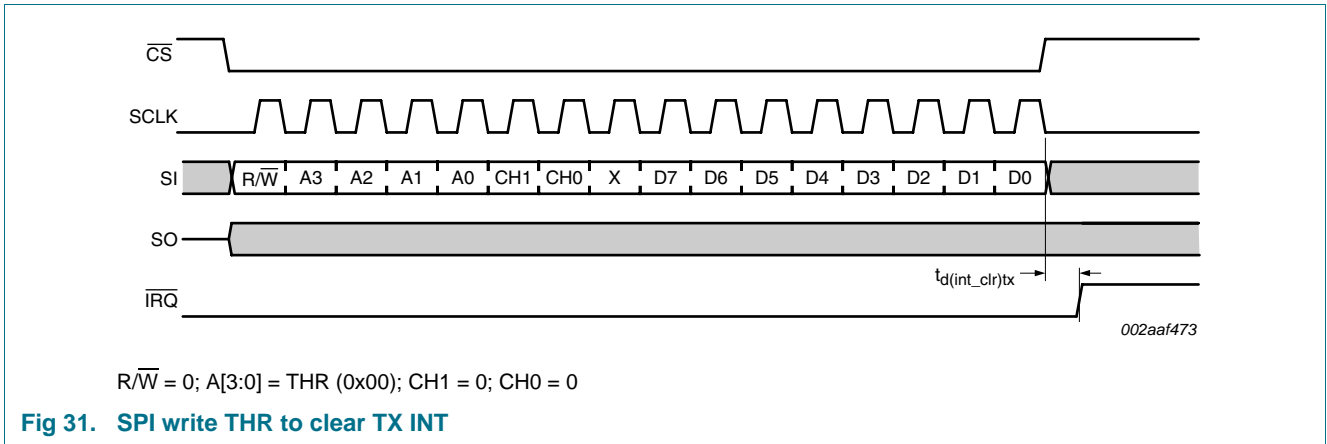 C̅S̅
SCLK
SI R/W̅ A3 A2 A1 A0 CH1 CH0 X D7 D6 D5 D4 D3 D2 D1 D0
SO
td(int_clr)tx
I̅R̅Q̅
002aaf473
R/W̅ = 0; A[3:0] = THR (0x00); CH1 = 0; CH0 = 0
Fig 31. SPI write THR to clear TX INT